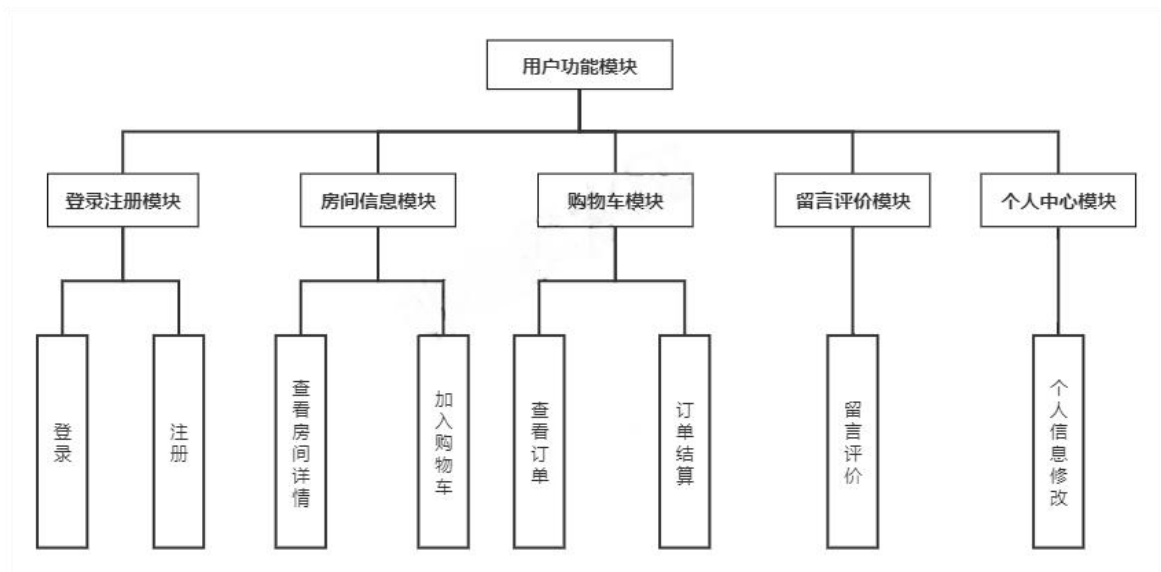 用户功能模块
登录注册模块
房间信息模块
购物车模块
留言评价模块
个人中心模块
登录
注册
查看房间详情
加入购物车
查看订单
订单结算
留言评价
个人信息修改